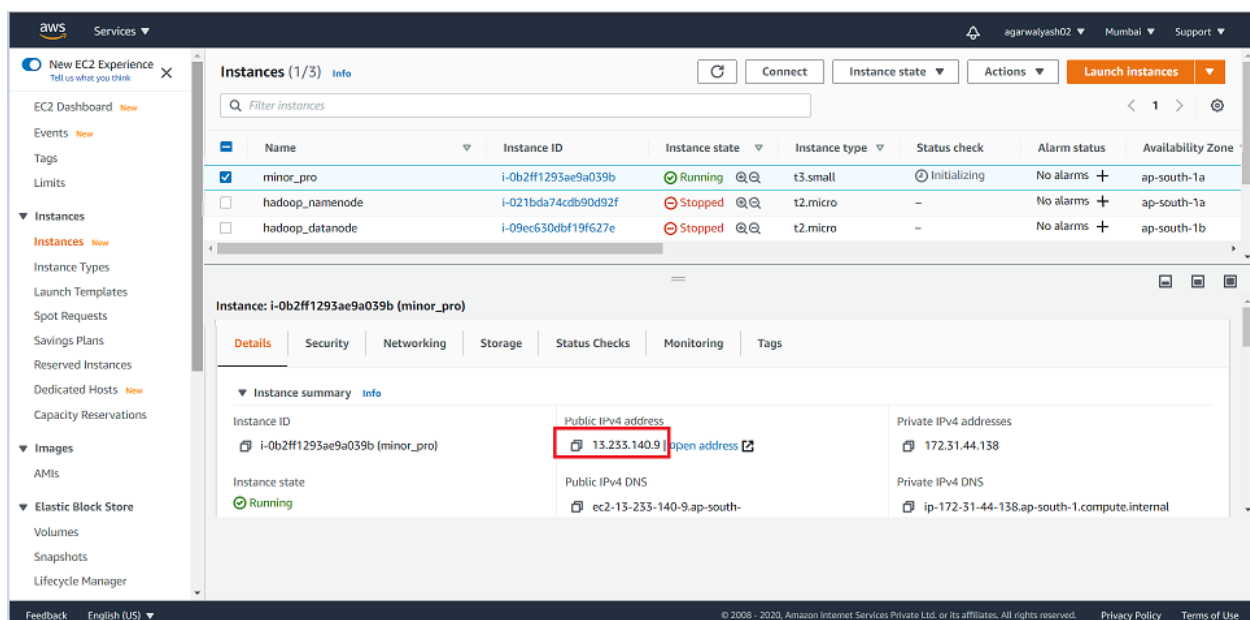 aws Services agarwalyash02 Mumbai Support
New EC2 Experience
Tell us what you think
EC2 Dashboard New
Events New
Tags
Limits
Instances
Instances New
Instance Types
Launch Templates
Spot Requests
Savings Plans
Reserved Instances
Dedicated Hosts New
Capacity Reservations
Images
AMIs
Elastic Block Store
Volumes
Snapshots
Lifecycle Manager
Instances (1/3) Info Connect Instance state Actions Launch instances
Filter instances 1
Name Instance ID Instance state Instance type Status check Alarm status Availability Zone
minor_pro i-0b2ff1293ae9a039b Running t3.small Initializing No alarms + ap-south-1a
hadoop_namenode i-021bda74cdb90d92f Stopped t2.micro – No alarms + ap-south-1a
hadoop_datanode i-09ec630dbf19f627e Stopped t2.micro – No alarms + ap-south-1b
Instance: i-0b2ff1293ae9a039b (minor_pro)
Details Security Networking Storage Status Checks Monitoring Tags
Instance summary Info
Instance ID Public IPv4 address Private IPv4 addresses
i-0b2ff1293ae9a039b (minor_pro) 13.233.140.9 | open address 172.31.44.138
Instance state Public IPv4 DNS Private IPv4 DNS
Running ec2-13-233-140-9.ap-south- ip-172-31-44-138.ap-south-1.compute.internal
Feedback English (US) © 2008 - 2020, Amazon Internet Services Private Ltd. or its affiliates. All rights reserved. Privacy Policy Terms of Use